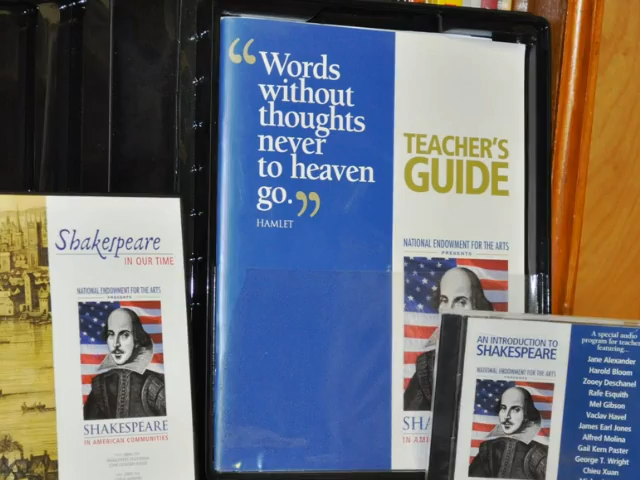 “Words
without
thoughts
never
to heaven
go.”
HAMLET
TEACHER'S
GUIDE
NATIONAL ENDOWMENT FOR THE ARTS
PRESENTS
SHA
IN AM
Shakespeare
IN OUR TIME
NATIONAL ENDOWMENT FOR THE ARTS
PRESENTS
SHAKESPEARE
IN AMERICAN COMMUNITIES
AN INTRODUCTION TO
SHAKESPEARE
NATIONAL ENDOWMENT FOR THE ARTS
A special audio
program for teachers
featuring...
Jane Alexander
Harold Bloom
Zooey Deschanel
Rafe Esquith
Mel Gibson
Vaclav Havel
James Earl Jones
Alfred Molina
Gail Kern Paster
George T. Wright
Chiru Xuan